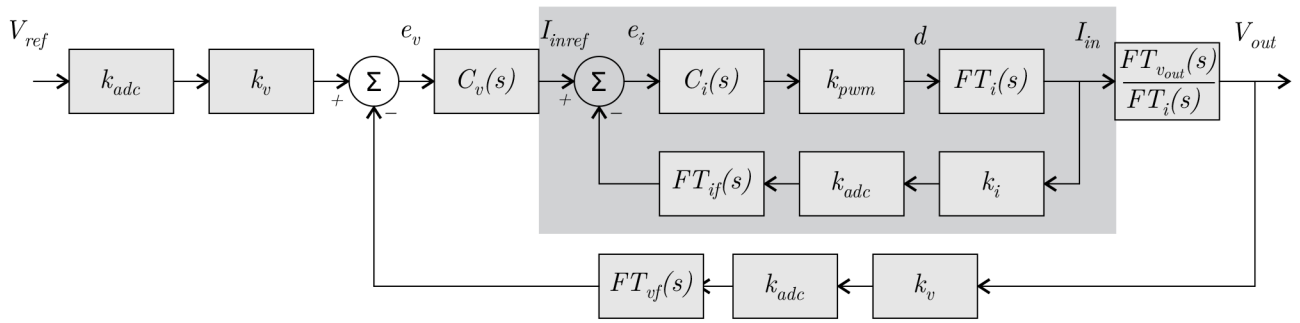 V_ref
k_adc
k_v
+
−
Σ
e_v
C_v(s)
I_inref
+
−
Σ
e_i
C_i(s)
k_pwm
d
FT_i(s)
I_in
FT_v_out(s)
FT_i(s)
V_out
FT_if(s)
k_adc
k_i
FT_vf(s)
k_adc
k_v